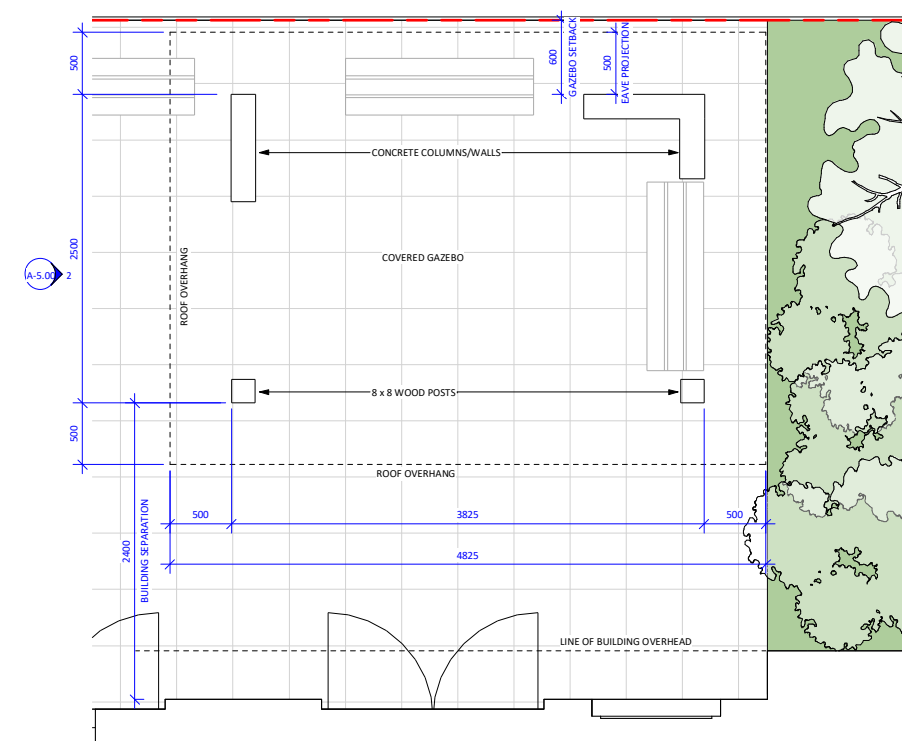 500
600
GAZEBO SETBACK
500
EAVE PROJECTION
CONCRETE COLUMNS/WALLS
2500
ROOF OVERHANG
COVERED GAZEBO
A-5.00
2
8 x 8 WOOD POSTS
500
ROOF OVERHANG
500
3825
500
2400
BUILDING SEPARATION
4825
LINE OF BUILDING OVERHEAD